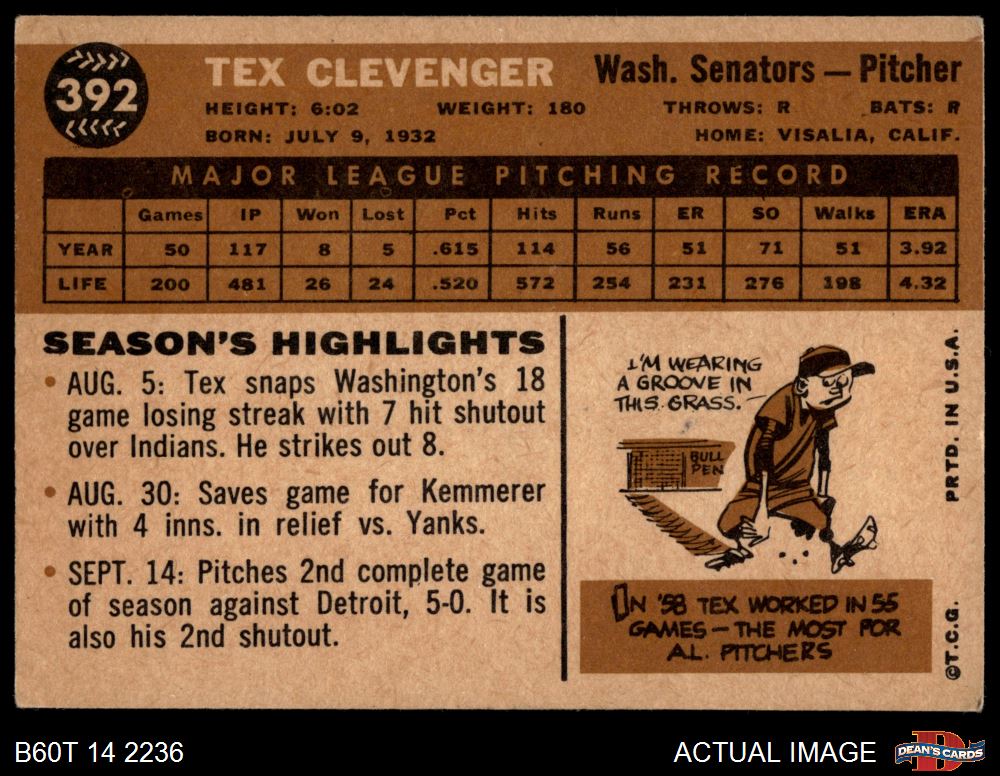 392
TEX CLEVENGER
Wash. Senators — Pitcher
HEIGHT: 6:02 WEIGHT: 180 THROWS: R BATS: R
BORN: JULY 9, 1932 HOME: VISALIA, CALIF.
MAJOR LEAGUE PITCHING RECORD
Games IP Won Lost Pct Hits Runs ER SO Walks ERA
YEAR 50 117 8 5 .615 114 56 51 71 51 3.92
LIFE 200 481 26 24 .520 572 254 231 276 198 4.32
SEASON'S HIGHLIGHTS
• AUG. 5: Tex snaps Washington's 18
game losing streak with 7 hit shutout
over Indians. He strikes out 8.
• AUG. 30: Saves game for Kemmerer
with 4 inns. in relief vs. Yanks.
• SEPT. 14: Pitches 2nd complete game
of season against Detroit, 5-0. It is
also his 2nd shutout.
I'M WEARING
A GROOVE IN
THIS GRASS.
BULL
PEN
IN '58 TEX WORKED IN 55
GAMES — THE MOST FOR
A.L. PITCHERS
©T.C.G. PRTD. IN U.S.A.
B60T 14 2236
ACTUAL IMAGE
DEAN'S CARDS